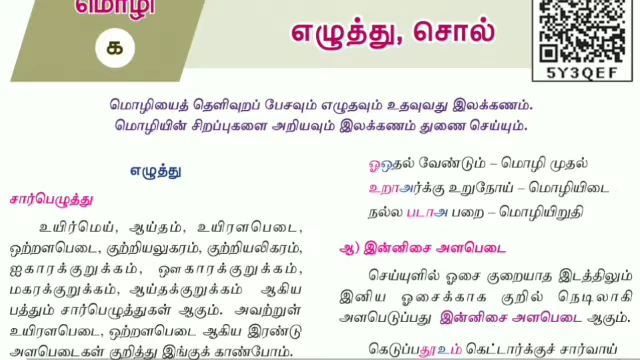 மொழி
க
எழுத்து, சொல்
5Y3QEF
மொழியைத் தெளிவுறப் பேசவும் எழுதவும் உதவுவது இலக்கணம்.
மொழியின் சிறப்புகளை அறியவும் இலக்கணம் துணை செய்யும்.
எழுத்து
சார்பெழுத்து
உயிர்மெய், ஆய்தம், உயிரளபெடை,
ஒற்றளபெடை, குற்றியலுகரம், குற்றியலிகரம்,
ஐகாரக்குறுக்கம், ஔகாரக்குறுக்கம்,
மகரக்குறுக்கம், ஆய்தக்குறுக்கம் ஆகிய
பத்தும் சார்பெழுத்துகள் ஆகும். அவற்றுள்
உயிரளபெடை, ஒற்றளபெடை ஆகிய இரண்டு
அளபெடைகள் குறித்து இங்குக் காண்போம்.
ஓஒதல் வேண்டும் – மொழி முதல்
உறாஅர்க்கு உறுநோய் – மொழியிடை
நல்ல படாஅ பறை – மொழியிறுதி
ஆ) இன்னிசை அளபெடை
செய்யுளில் ஓசை குறையாத இடத்திலும்
இனிய ஓசைக்காக குறில் நெடிலாகி
அளபெடுப்பது இன்னிசை அளபெடை ஆகும்.
கெடுப்பதூஉம் கெட்டார்க்குச் சார்வாய்